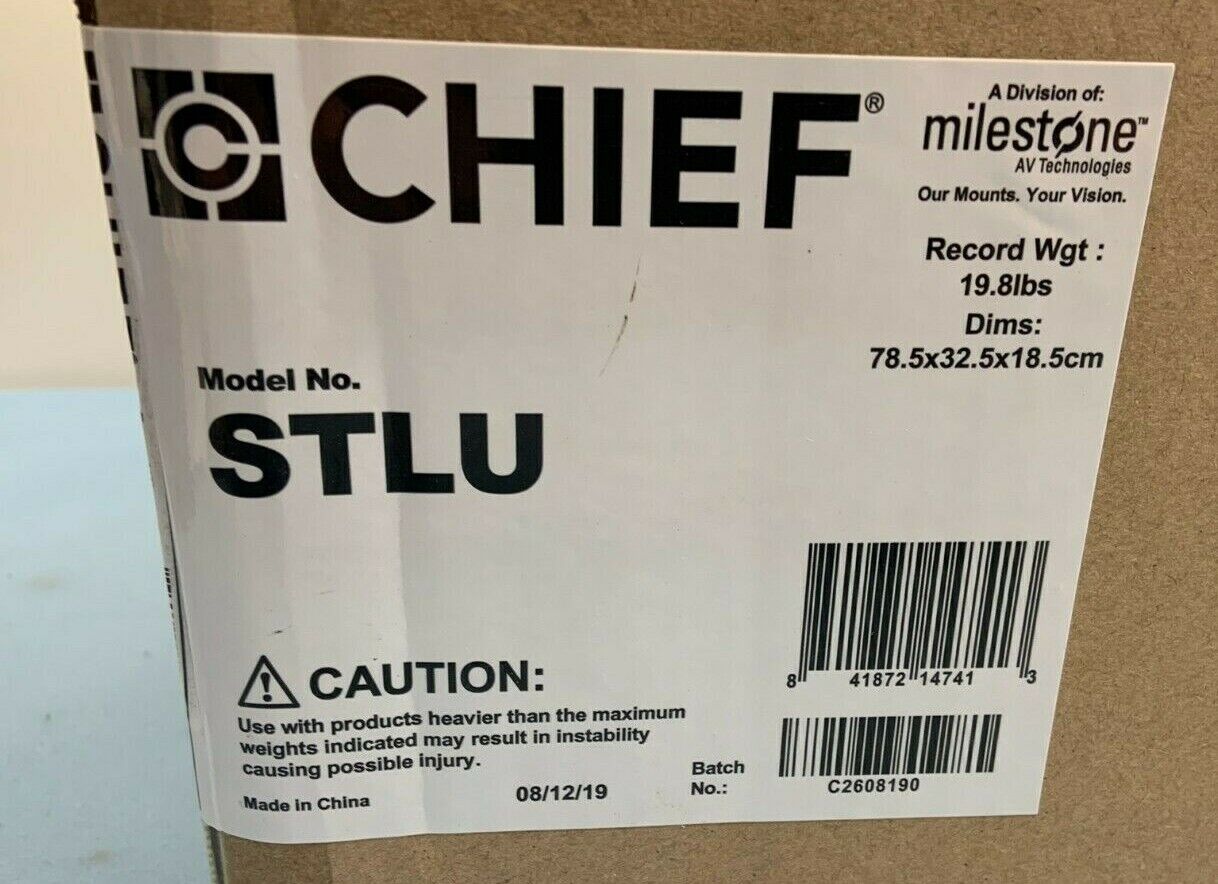 CHIEF®
A Division of:
milestone™
AV Technologies
Our Mounts. Your Vision.
Record Wgt :
19.8lbs
Dims:
78.5x32.5x18.5cm
Model No.
STLU
8 41872 14741 3
CAUTION:
Use with products heavier than the maximum
weights indicated may result in instability
causing possible injury.
Made in China
08/12/19
Batch
No.:
C2608190